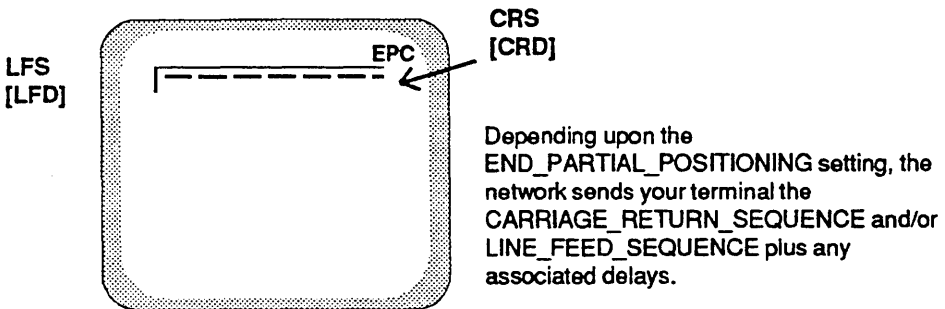 LFS
[LFD]
EPC
CRS
[CRD]
Depending upon the
END_PARTIAL_POSITIONING setting, the
network sends your terminal the
CARRIAGE_RETURN_SEQUENCE and/or
LINE_FEED_SEQUENCE plus any
associated delays.